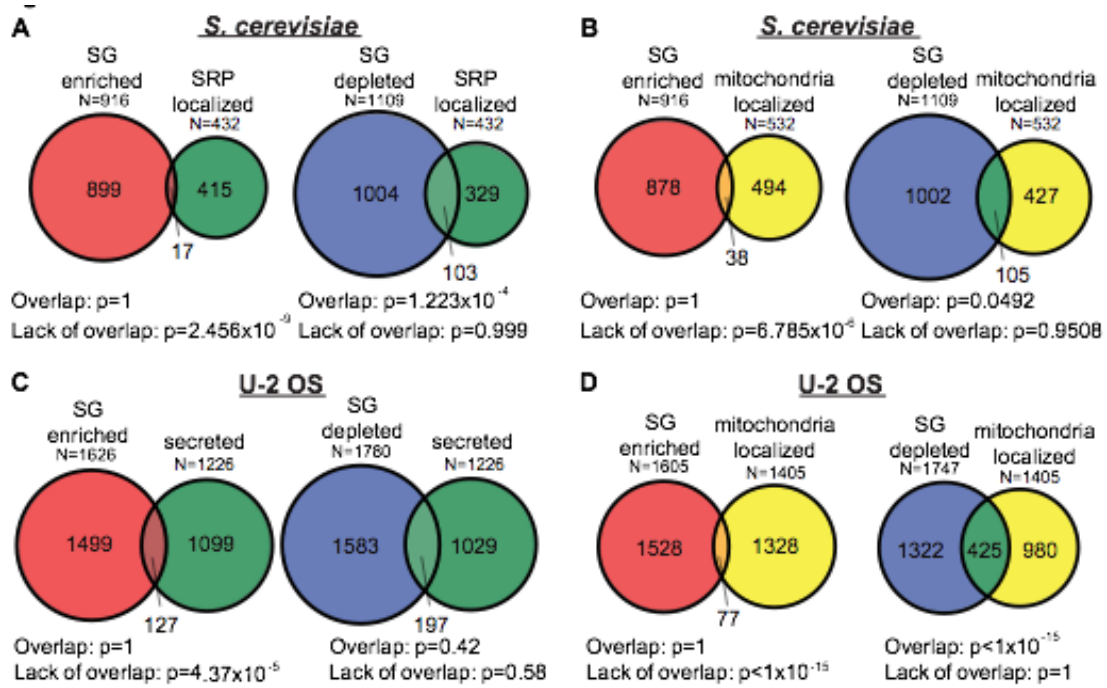 A
S. cerevisiae
SG
enriched
N=916
SRP
localized
N=432
899
415
17
Overlap: p=1
Lack of overlap: p=2.456x10⁻⁹
SG
depleted
N=1109
SRP
localized
N=432
1004
329
103
Overlap: p=1.223x10⁻⁴
Lack of overlap: p=0.999
B
S. cerevisiae
SG
enriched
N=916
mitochondria
localized
N=532
878
494
38
Overlap: p=1
Lack of overlap: p=6.785x10
SG
depleted
N=1109
mitochondria
localized
N=532
1002
427
105
Overlap: p=0.0492
Lack of overlap: p=0.9508
C
U-2 OS
SG
enriched
N=1626
secreted
N=1226
1499
1099
127
Overlap: p=1
Lack of overlap: p=4.37x10⁻⁵
SG
depleted
N=1780
secreted
N=1226
1583
1029
197
Overlap: p=0.42
Lack of overlap: p=0.58
D
U-2 OS
SG
enriched
N=1605
mitochondria
localized
N=1405
1528
1328
77
Overlap: p=1
Lack of overlap: p<1x10⁻¹⁵
SG
depleted
N=1747
mitochondria
localized
N=1405
1322
425
980
Overlap: p<1x10⁻¹⁵
Lack of overlap: p=1